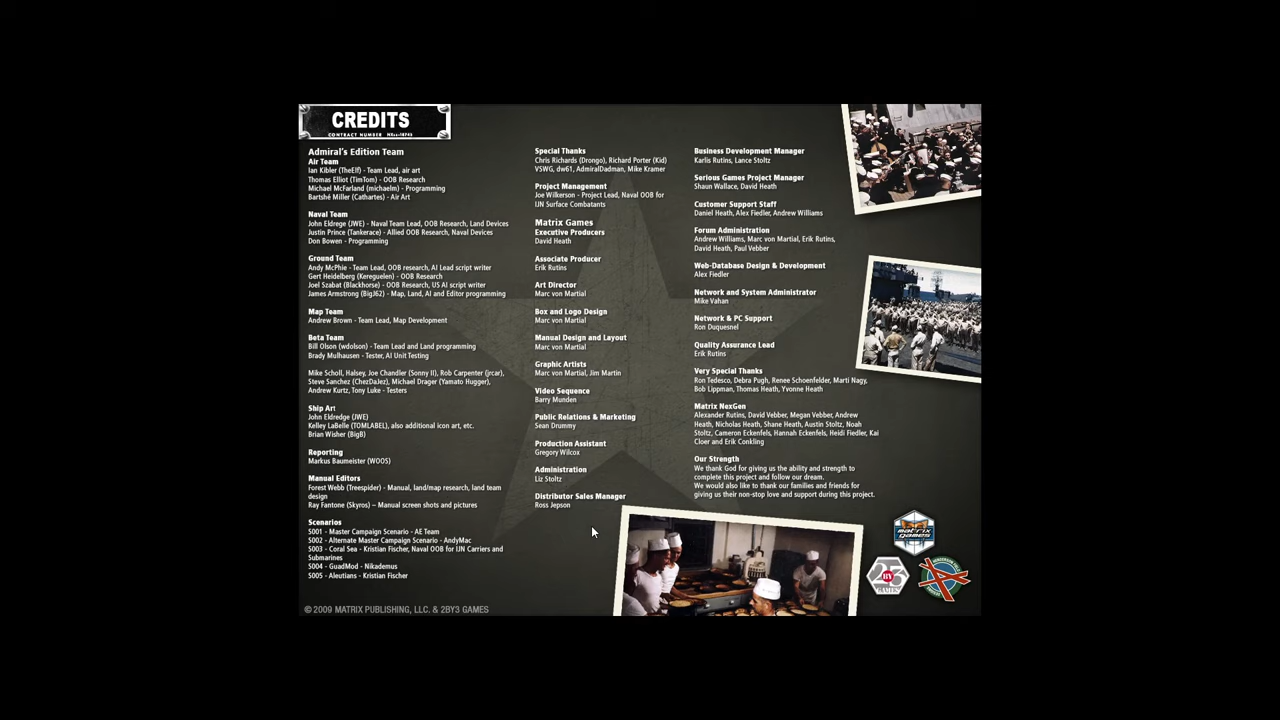 CREDITS
CONTRACT NUMBER
Admiral's Edition Team
Air Team
Ian Kibler (TheElf) - Team Lead, air art
Thomas Elliot (TimTom) - OOB Research
Michael McFarland (michaelm) - Programming
Bartshé Miller (Cathartes) - Air Art
Naval Team
John Eldrege (JWE) - Naval Team Lead, OOB Research, Land Devices
Justin Prince (Tankerace) - Allied OOB Research, Naval Devices
Don Bowen - Programming
Ground Team
Andy McPhie - Team Lead, OOB research, AI Lead script writer
Gert Heidelberg (Kereguelen) - OOB Research
Joel Szabat (Blackhorse) - OOB Research, US AI script writer
James Armstrong (BigJ62) - Map, Land, AI and Editor programming
Map Team
Andrew Brown - Team Lead, Map Development
Beta Team
Bill Olson (wdolson) - Team Lead and Land programming
Brady Mulhausen - Tester, AI Unit Testing
Mike Scholl, Halsey, Joe Chandler (Sonny II), Rob Carpenter (jrcar),
Steve Sanchez (ChezDaJez), Michael Drager (Yamato Hugger),
Andrew Kurtz, Tony Luke - Testers
Ship Art
John Eldredge (JWE)
Kelley LaBelle (TOMLABEL), also additional icon art, etc.
Brian Wisher (BigB)
Reporting
Markus Baumeister (WOOS)
Manual Editors
Forest Webb (Treespider) - Manual, land/map research, land team
design
Ray Fantone (Skyros) – Manual screen shots and pictures
Scenarios
S001 - Master Campaign Scenario - AE Team
S002 - Alternate Master Campaign Scenario - AndyMac
S003 - Coral Sea - Kristian Fischer, Naval OOB for IJN Carriers and
Submarines
S004 - GuadMod - Nikademus
S005 - Aleutians - Kristian Fischer
© 2009 MATRIX PUBLISHING, LLC. & 2BY3 GAMES
Special Thanks
Chris Richards (Drongo), Richard Porter (Kid)
VSWG, dw61, AdmiralDadman, Mike Kramer
Project Management
Joe Wilkerson - Project Lead, Naval OOB for
IJN Surface Combatants
Matrix Games
Executive Producers
David Heath
Associate Producer
Erik Rutins
Art Director
Marc von Martial
Box and Logo Design
Marc von Martial
Manual Design and Layout
Marc von Martial
Graphic Artists
Marc von Martial, Jim Martin
Video Sequence
Barry Munden
Public Relations & Marketing
Sean Drummy
Production Assistant
Gregory Wilcox
Administration
Liz Stoltz
Distributor Sales Manager
Ross Jepson
Business Development Manager
Karlis Rutins, Lance Stoltz
Serious Games Project Manager
Shaun Wallace, David Heath
Customer Support Staff
Daniel Heath, Alex Fiedler, Andrew Williams
Forum Administration
Andrew Williams, Marc von Martial, Erik Rutins,
David Heath, Paul Vebber
Web-Database Design & Development
Alex Fiedler
Network and System Administrator
Mike Vahan
Network & PC Support
Ron Duquesnel
Quality Assurance Lead
Erik Rutins
Very Special Thanks
Ron Tedesco, Debra Pugh, Renee Schoenfelder, Marti Nagy,
Bob Lippman, Thomas Heath, Yvonne Heath
Matrix NexGen
Alexander Rutins, David Vebber, Megan Vebber, Andrew
Heath, Nicholas Heath, Shane Heath, Austin Stoltz, Noah
Stoltz, Cameron Eckenfels, Hannah Eckenfels, Heidi Fiedler, Kai
Cloer and Erik Conkling
Our Strength
We thank God for giving us the ability and strength to
complete this project and follow our dream.
We would also like to thank our families and friends for
giving us their non-stop love and support during this project.
matrix
games
2 BY 3